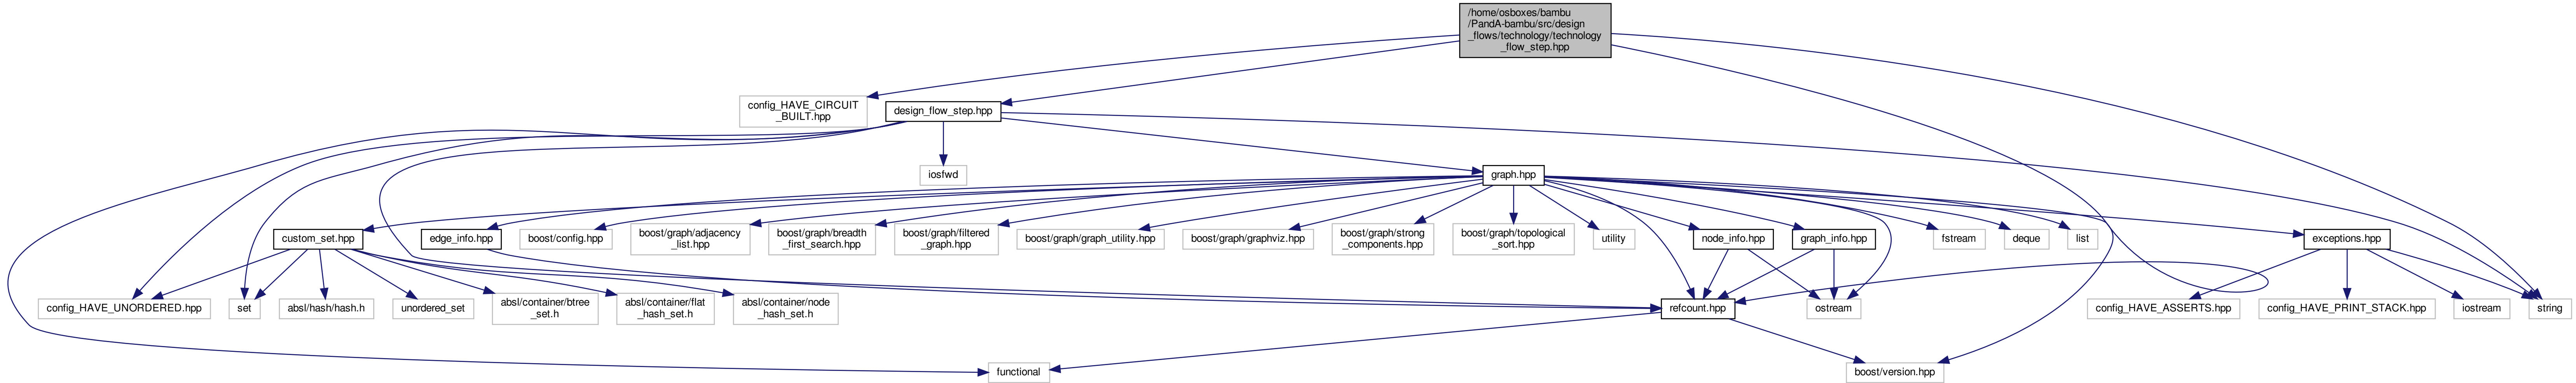 /home/osboxes/bambu
/PandA-bambu/src/design
_flows/technology/technology
_flow_step.hpp
config_HAVE_CIRCUIT
_BUILT.hpp
design_flow_step.hpp
iosfwd
graph.hpp
custom_set.hpp
edge_info.hpp
boost/config.hpp
boost/graph/adjacency
_list.hpp
boost/graph/breadth
_first_search.hpp
boost/graph/filtered
_graph.hpp
boost/graph/graph_utility.hpp
boost/graph/graphviz.hpp
boost/graph/strong
_components.hpp
boost/graph/topological
_sort.hpp
utility
node_info.hpp
graph_info.hpp
fstream
deque
list
exceptions.hpp
config_HAVE_UNORDERED.hpp
set
absl/hash/hash.h
unordered_set
absl/container/btree
_set.h
absl/container/flat
_hash_set.h
absl/container/node
_hash_set.h
refcount.hpp
ostream
config_HAVE_ASSERTS.hpp
config_HAVE_PRINT_STACK.hpp
iostream
string
functional
boost/version.hpp